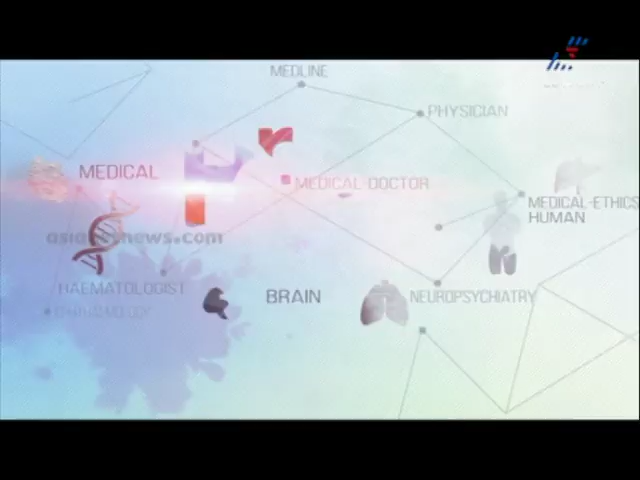 MEDLINE
PHYSICIAN
MEDICAL
MEDICAL-DOCTOR
MEDICAL-ETHICS
HUMAN
asianetnews.com
HAEMATOLOGIST
BRAIN
NEUROPSYCHIATRY